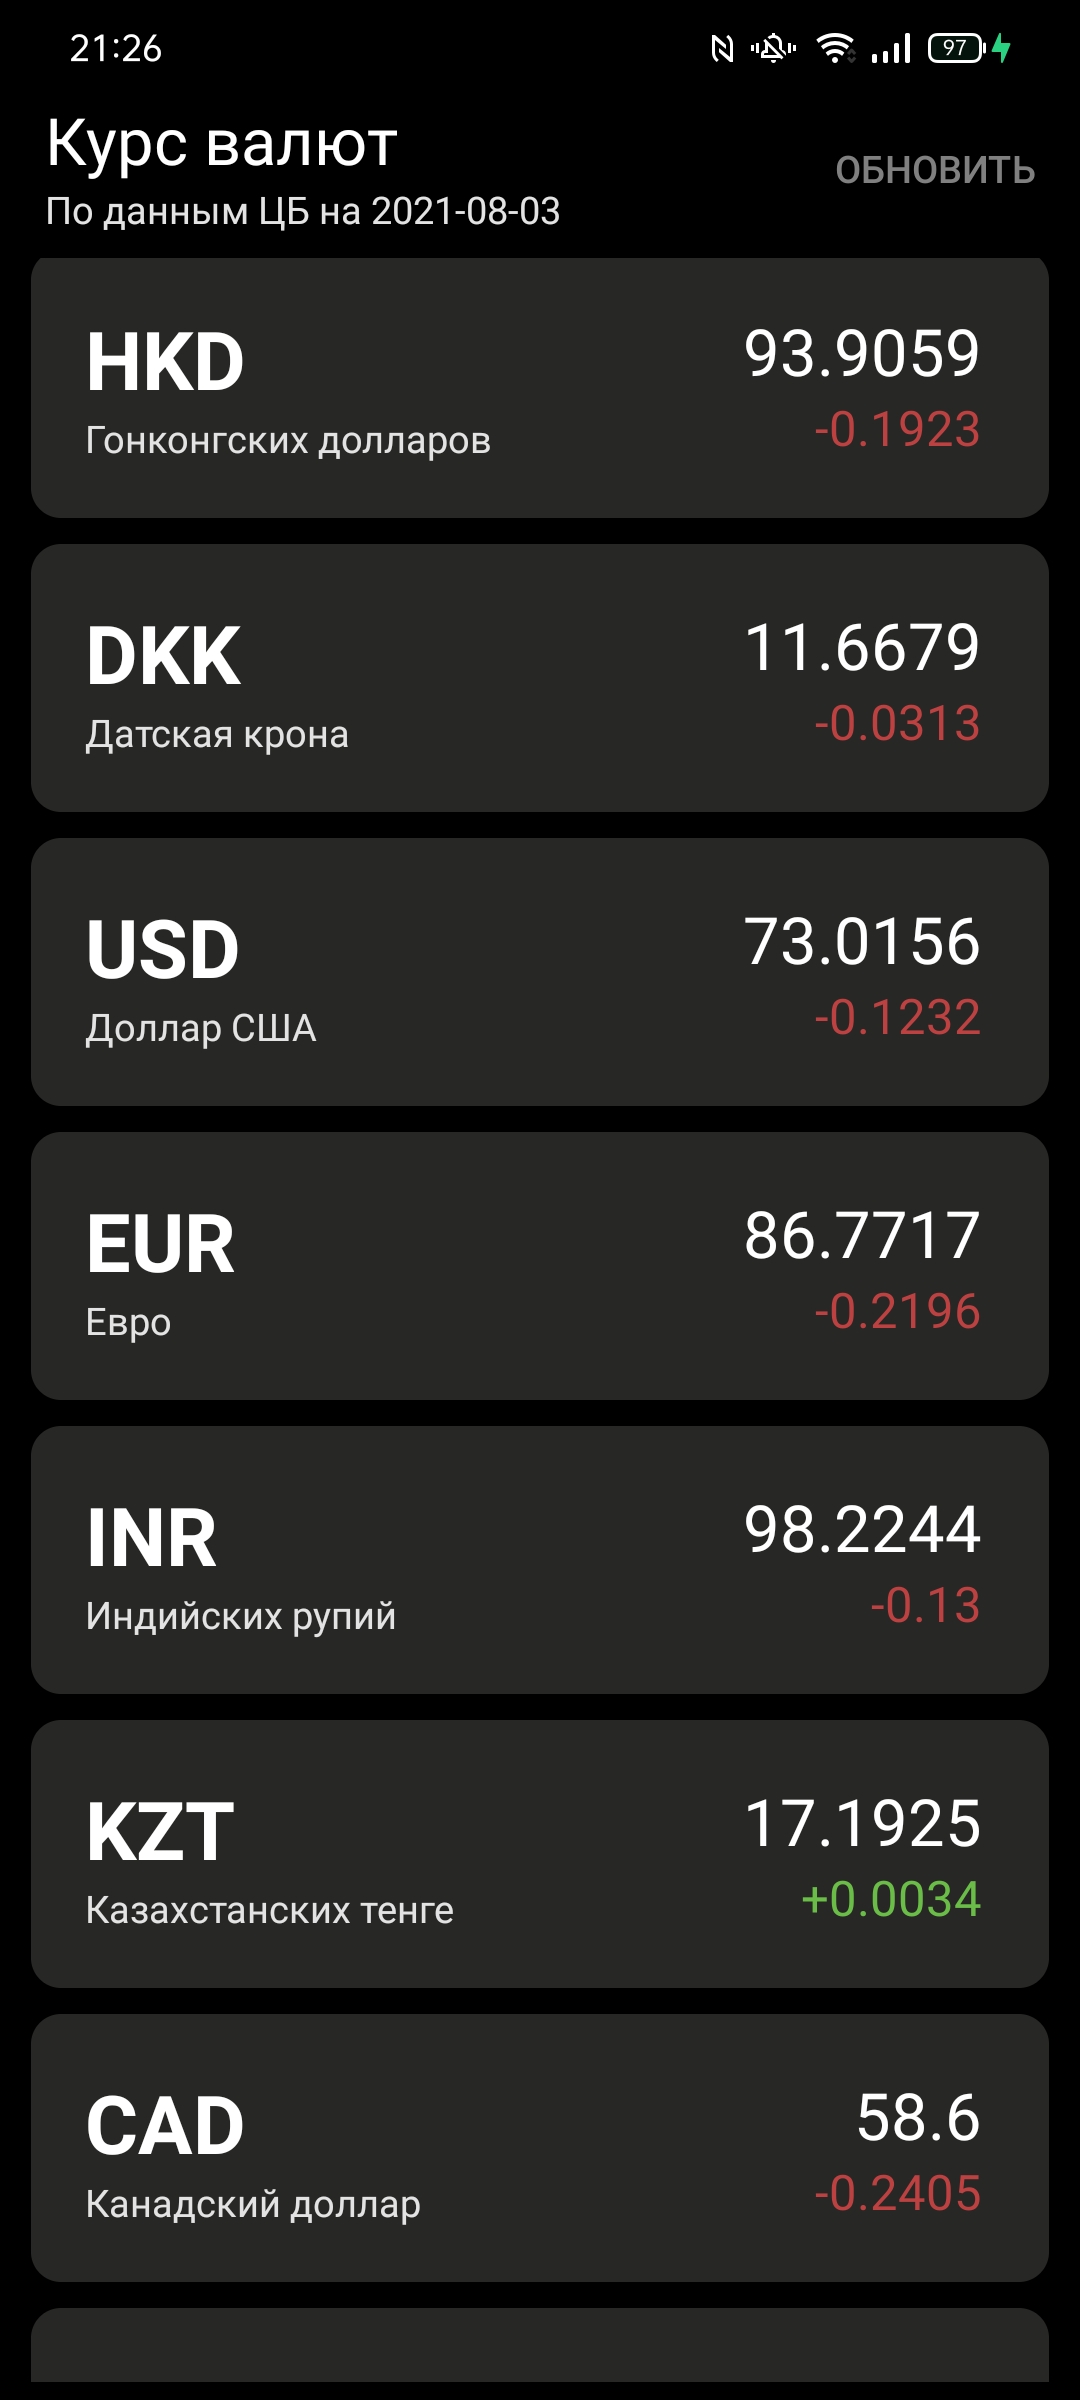 21:26
97
Курс валют
ОБНОВИТЬ
По данным ЦБ на 2021-08-03
HKD
93.9059
Гонконгских долларов
-0.1923
DKK
11.6679
Датская крона
-0.0313
USD
73.0156
Доллар США
-0.1232
EUR
86.7717
Евро
-0.2196
INR
98.2244
Индийских рупий
-0.13
KZT
17.1925
Казахстанских тенге
+0.0034
CAD
58.6
Канадский доллар
-0.2405